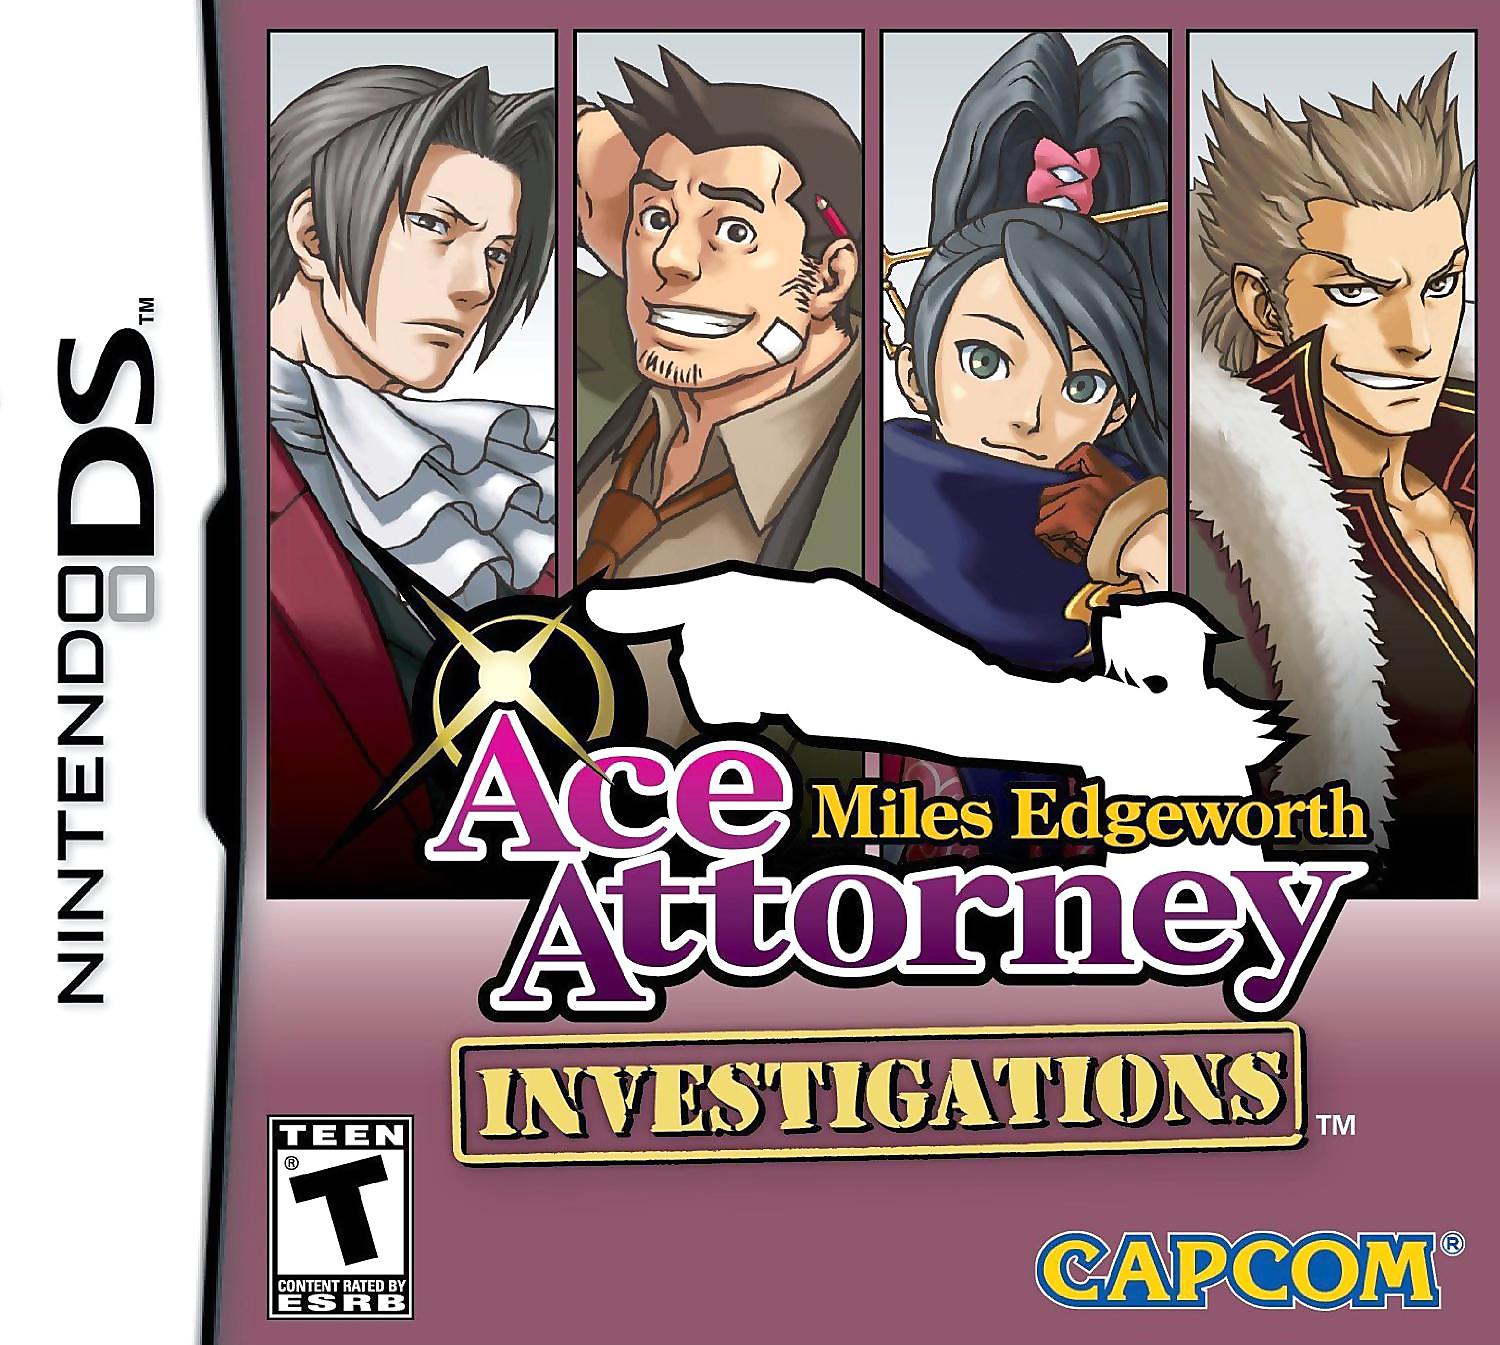 NINTENDO DS™
Ace
Miles Edgeworth
Attorney
INVESTIGATIONS™
TEEN
T®
CONTENT RATED BY
ESRB
CAPCOM®